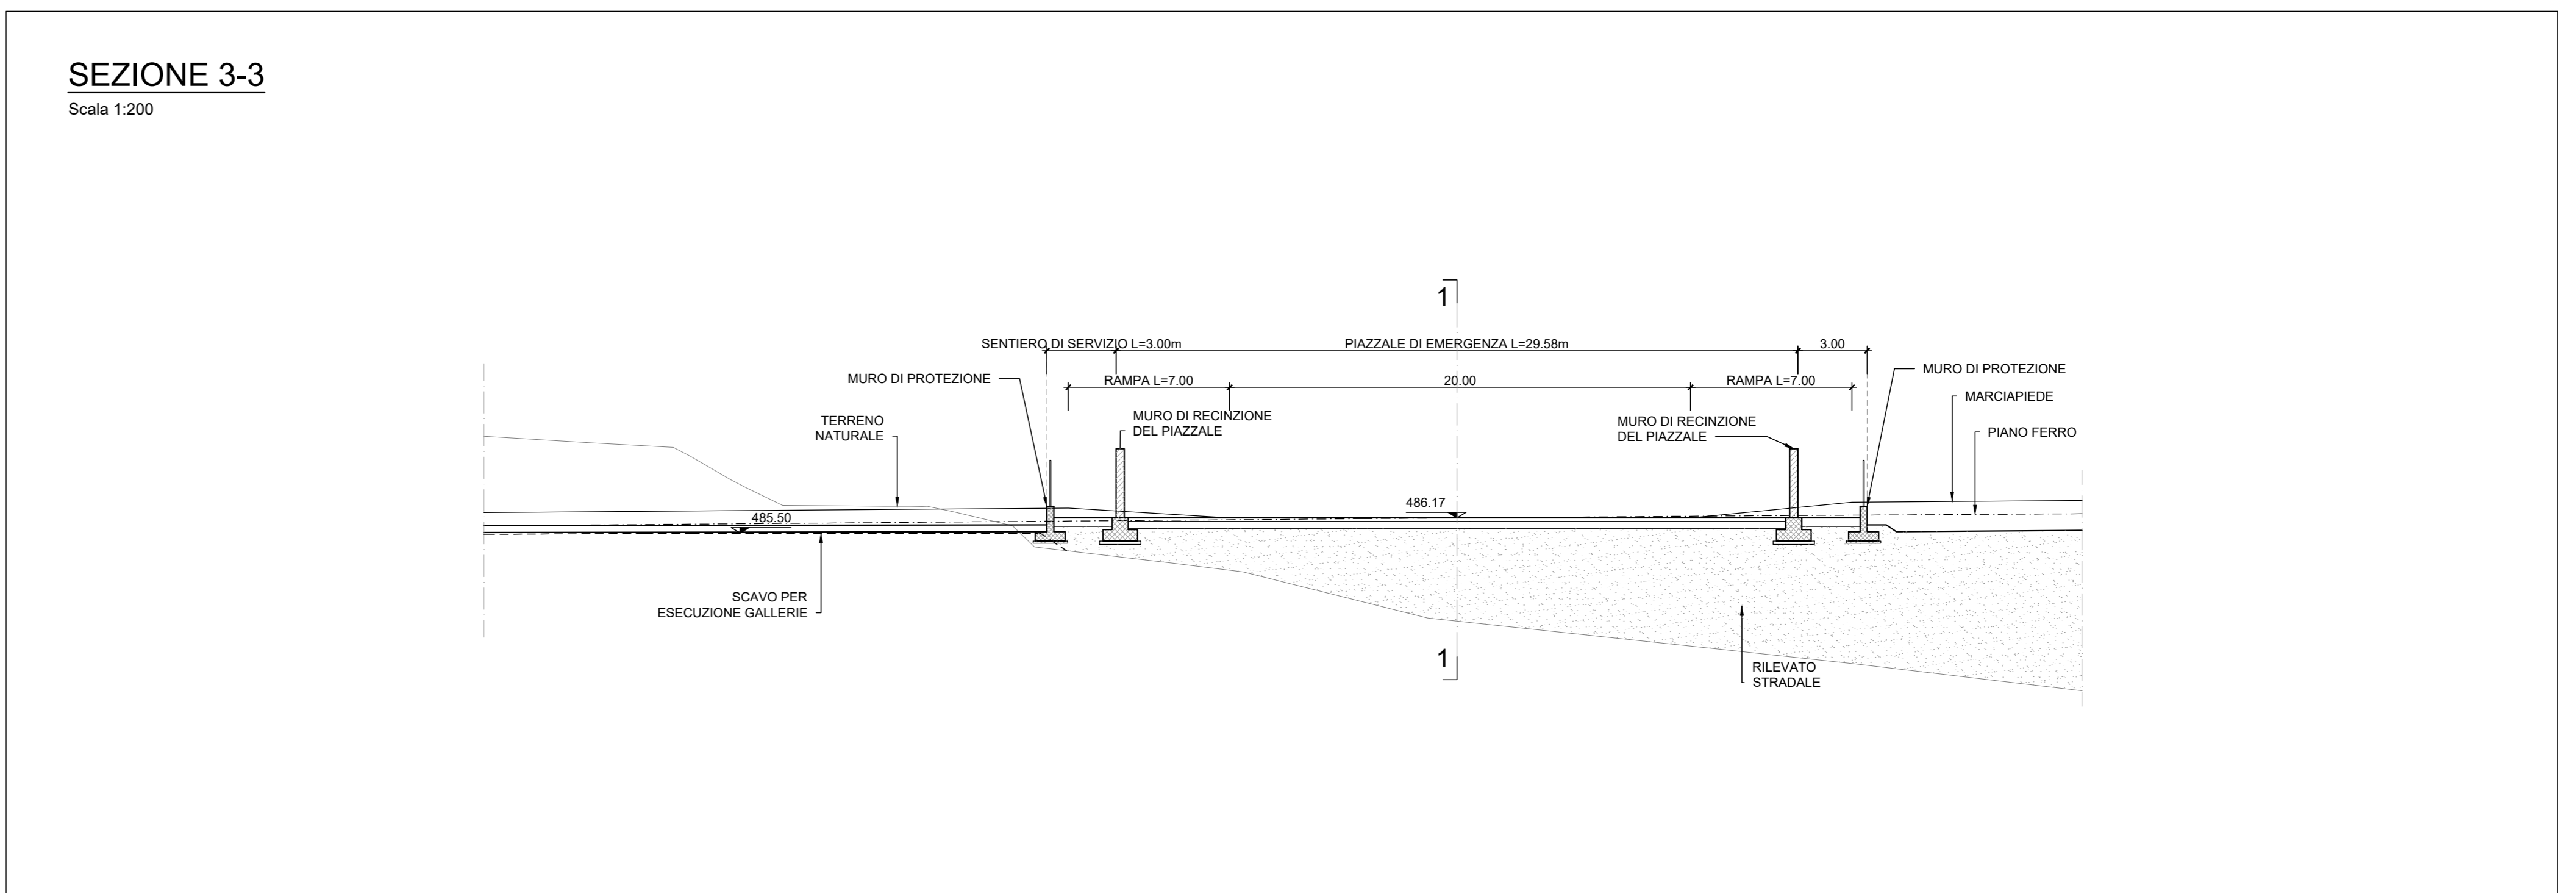 SEZIONE 3-3
Scala 1:200
1
SENTIERO DI SERVIZIO L=3.00m
PIAZZALE DI EMERGENZA L=29.58m
3.00
MURO DI PROTEZIONE
RAMPA L=7.00
20.00
RAMPA L=7.00
MURO DI PROTEZIONE
MARCIAPIEDE
TERRENO
NATURALE
MURO DI RECINZIONE
DEL PIAZZALE
MURO DI RECINZIONE
DEL PIAZZALE
PIANO FERRO
485.50
486.17
SCAVO PER
ESECUZIONE GALLERIE
1
RILEVATO
STRADALE